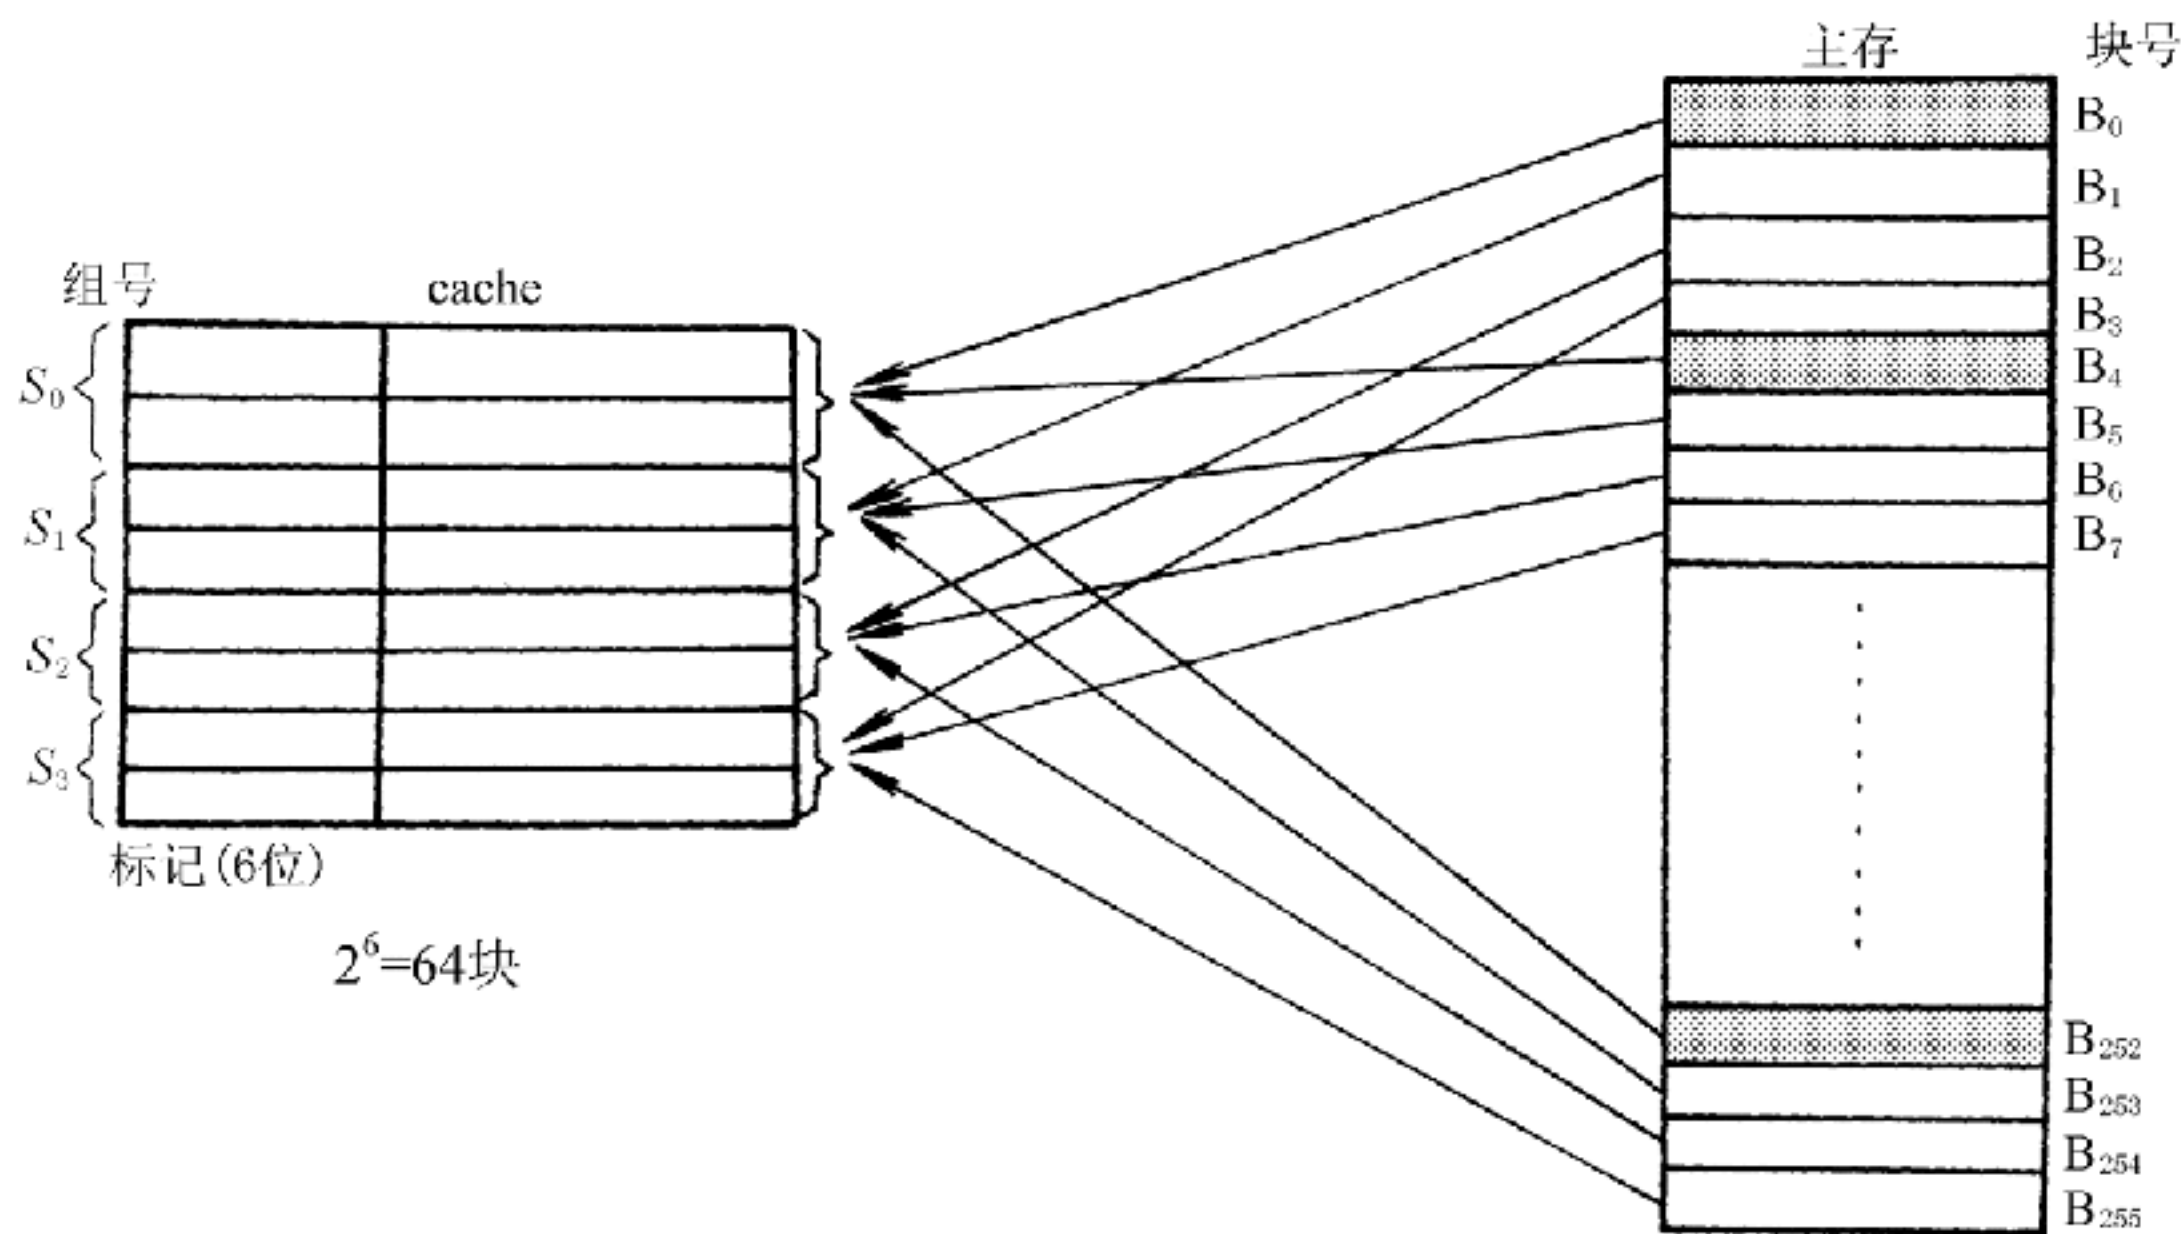 主存 块号
B₀
B₁
B₂
B₃
B₄
B₅
B₆
B₇
B₂₅₂
B₂₅₃
B₂₅₄
B₂₅₅
组号 cache
S₀
S₁
S₂
S₃
标记(6位)
2⁶=64块